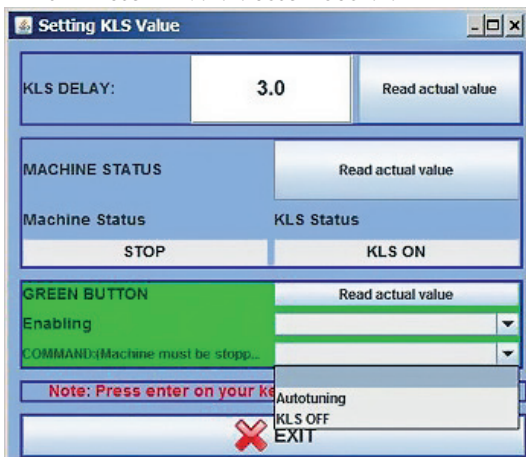 Setting KLS Value
KLS DELAY: 3.0 Read actual value
MACHINE STATUS Read actual value
Machine Status KLS Status
STOP KLS ON
GREEN BUTTON Read actual value
Enabling
COMMAND:(Machine must be stopp...
Note: Press enter on your ke
Autotuning
KLS OFF
EXIT